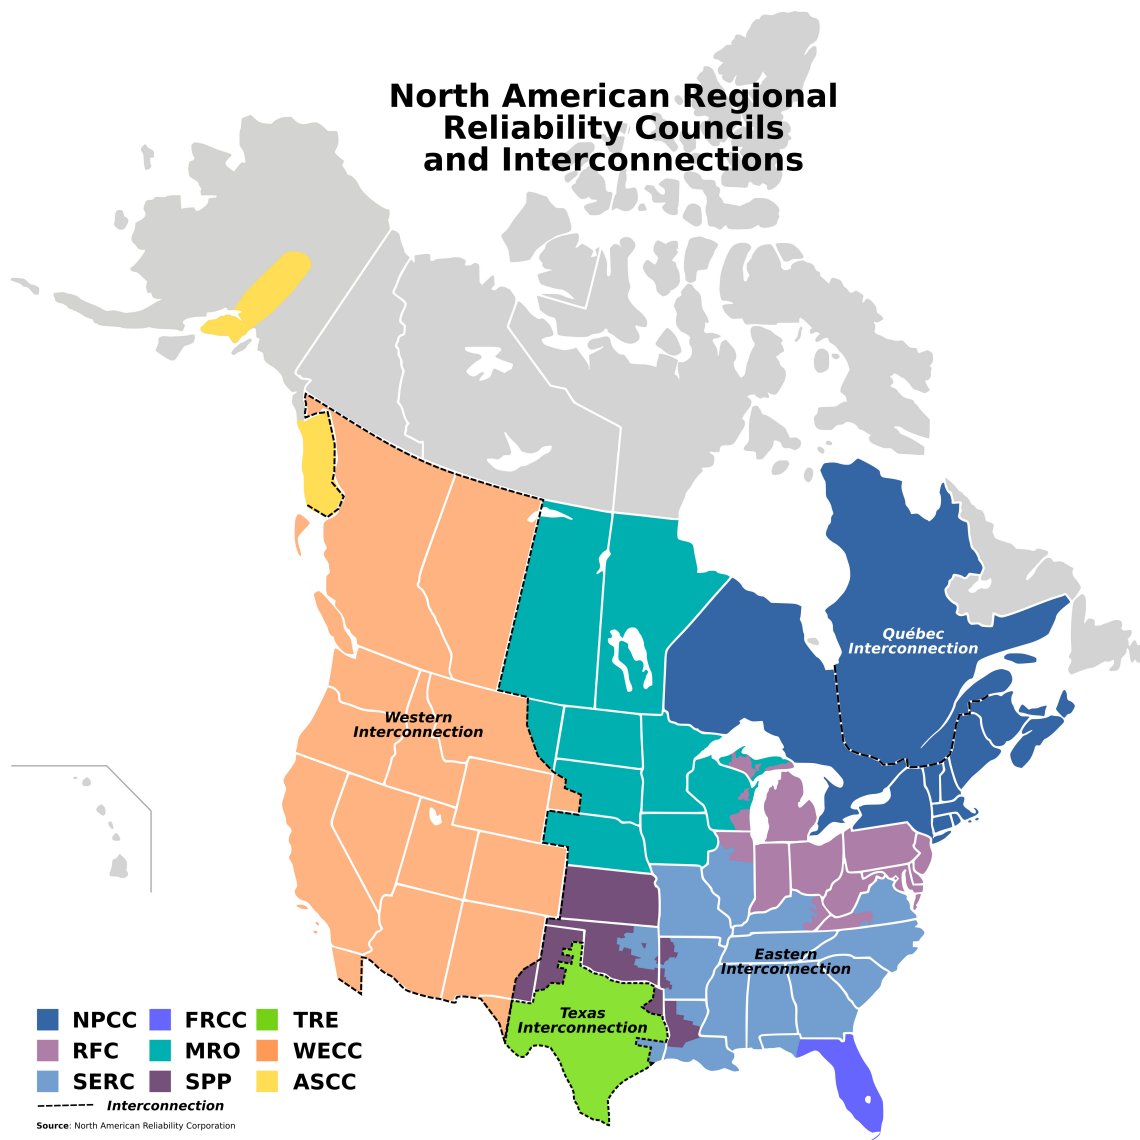 North American Regional
Reliability Councils
and Interconnections
Québec
Interconnection
Western
Interconnection
Eastern
Interconnection
Texas
Interconnection
NPCC FRCC TRE
RFC MRO WECC
SERC SPP ASCC
Interconnection
Source: North American Reliability Corporation